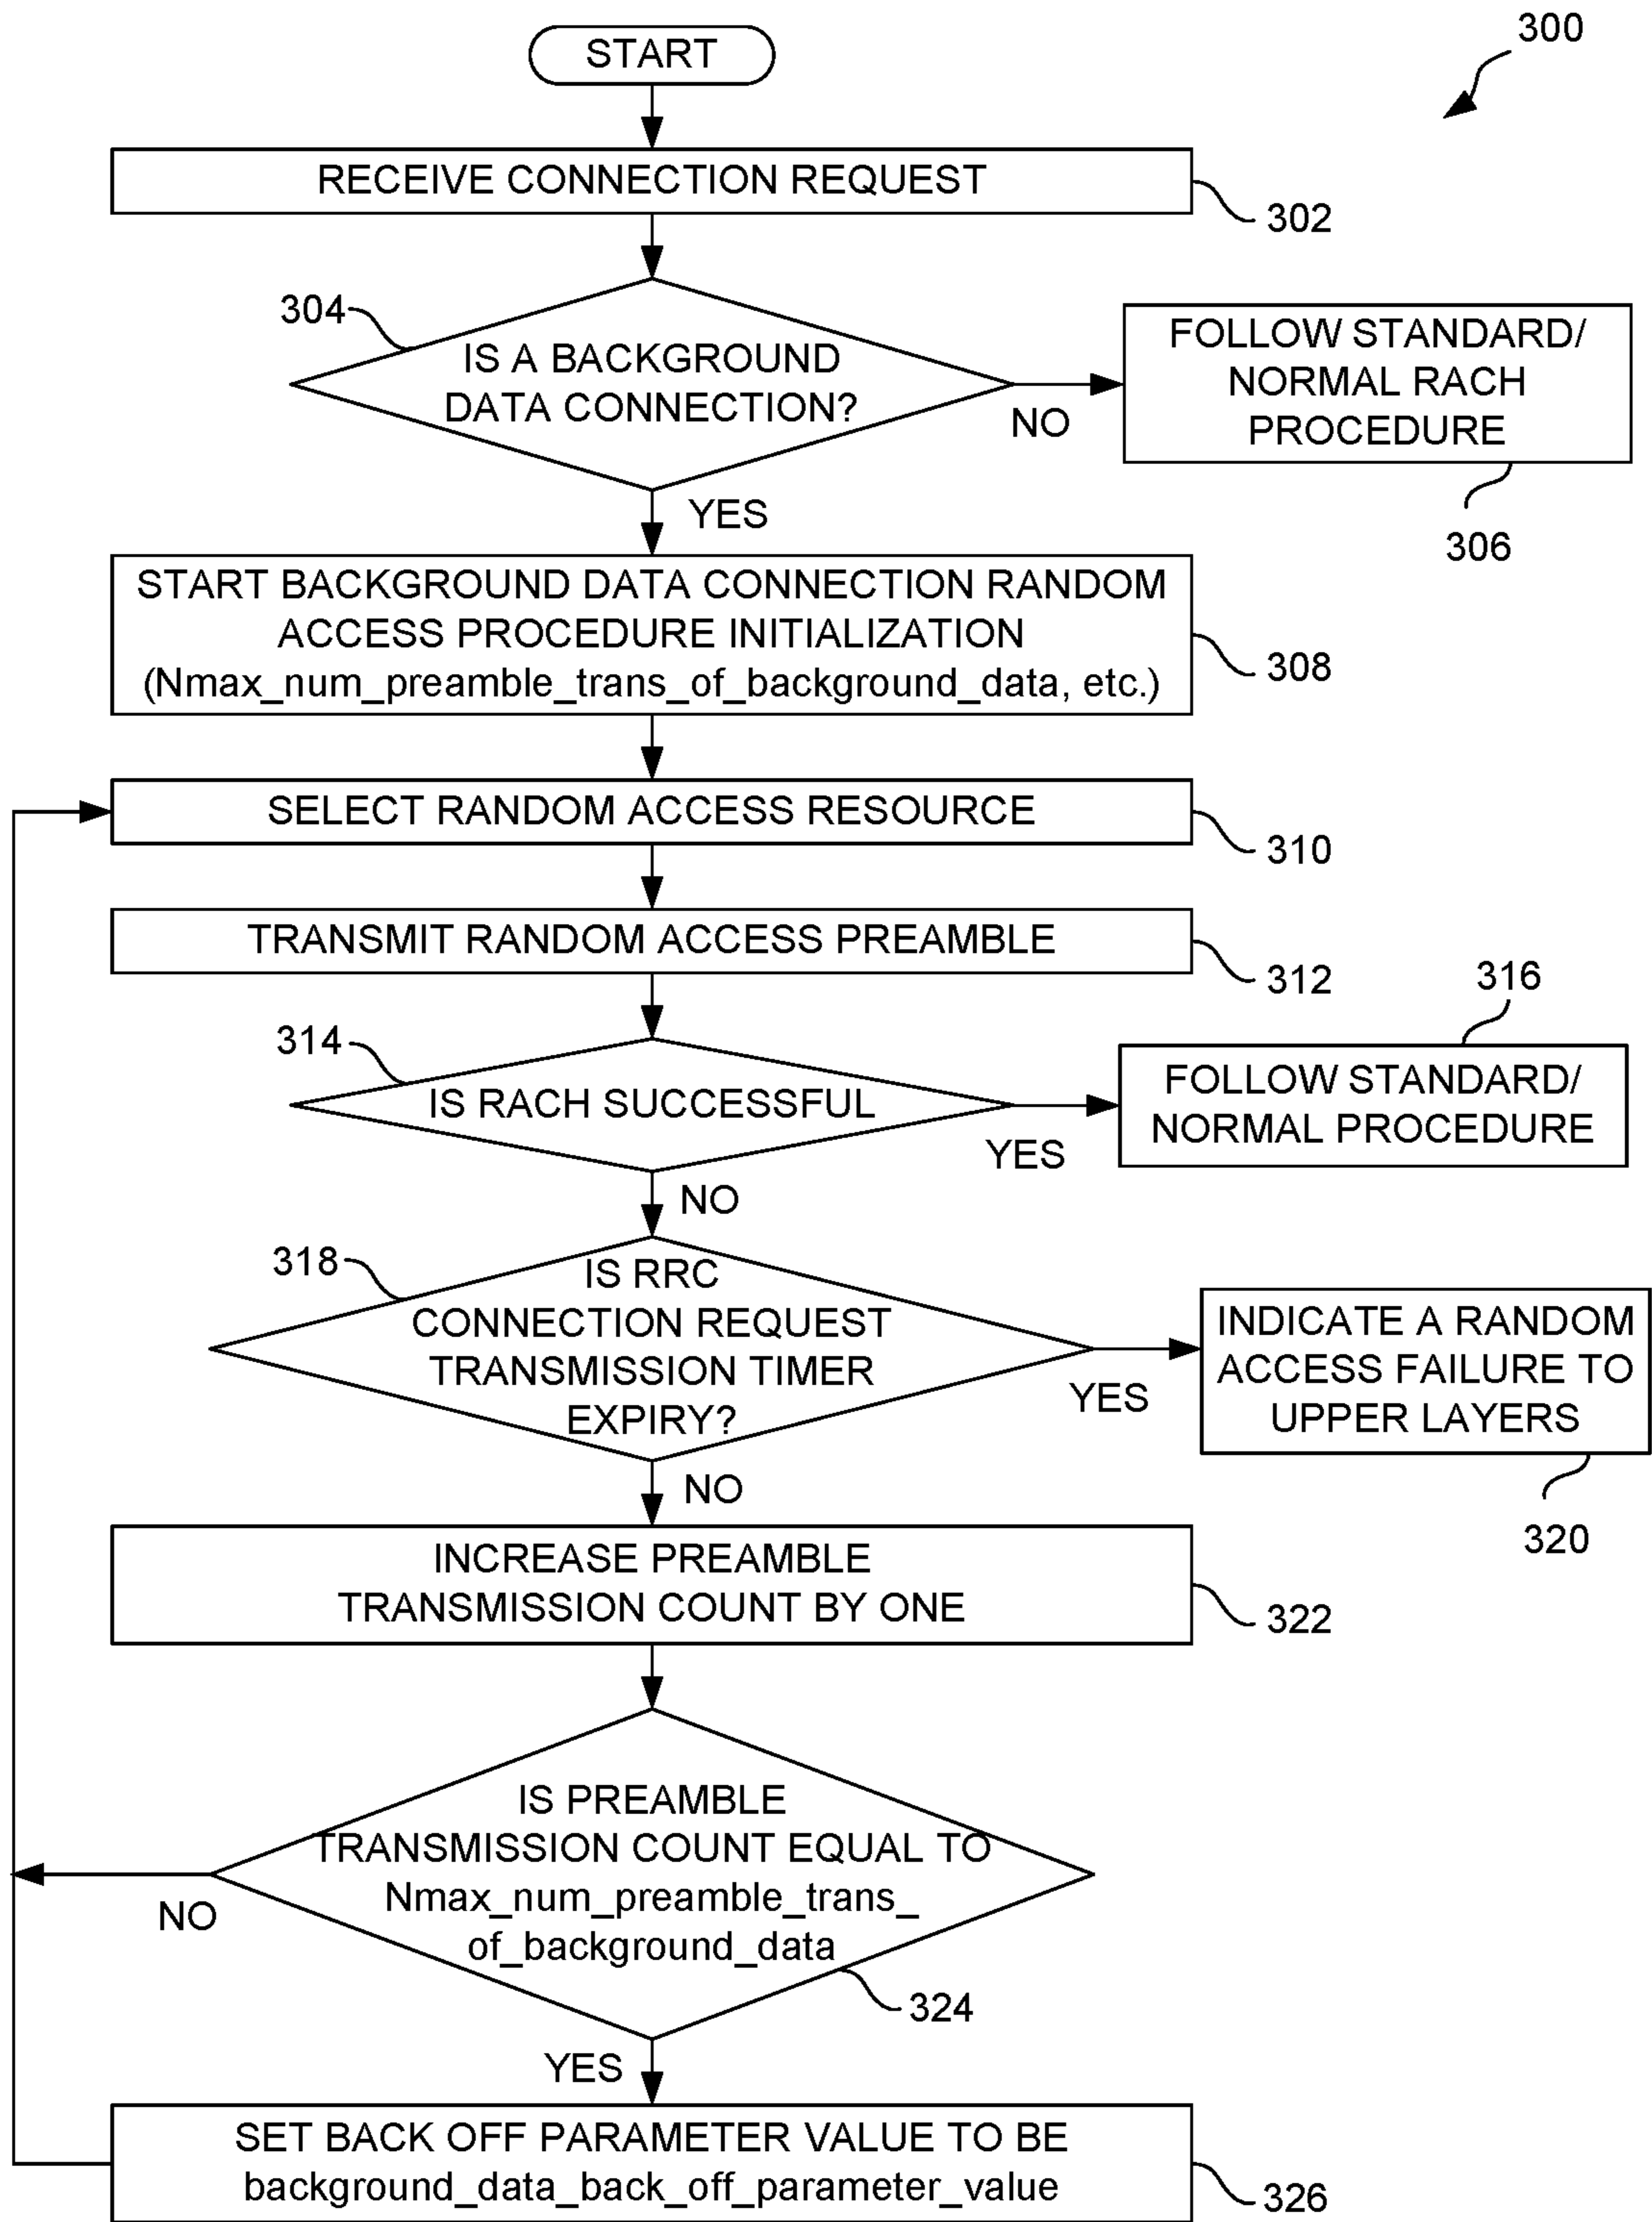 300
START
RECEIVE CONNECTION REQUEST
302
304
IS A BACKGROUND
DATA CONNECTION?
NO
FOLLOW STANDARD/
NORMAL RACH
PROCEDURE
306
YES
START BACKGROUND DATA CONNECTION RANDOM
ACCESS PROCEDURE INITIALIZATION
(Nmax_num_preamble_trans_of_background_data, etc.)
308
SELECT RANDOM ACCESS RESOURCE
310
TRANSMIT RANDOM ACCESS PREAMBLE
312
314
IS RACH SUCCESSFUL
YES
316
FOLLOW STANDARD/
NORMAL PROCEDURE
NO
318
IS RRC
CONNECTION REQUEST
TRANSMISSION TIMER
EXPIRY?
YES
INDICATE A RANDOM
ACCESS FAILURE TO
UPPER LAYERS
320
NO
INCREASE PREAMBLE
TRANSMISSION COUNT BY ONE
322
IS PREAMBLE
TRANSMISSION COUNT EQUAL TO
Nmax_num_preamble_trans_
of_background_data
NO
324
YES
SET BACK OFF PARAMETER VALUE TO BE
background_data_back_off_parameter_value
326